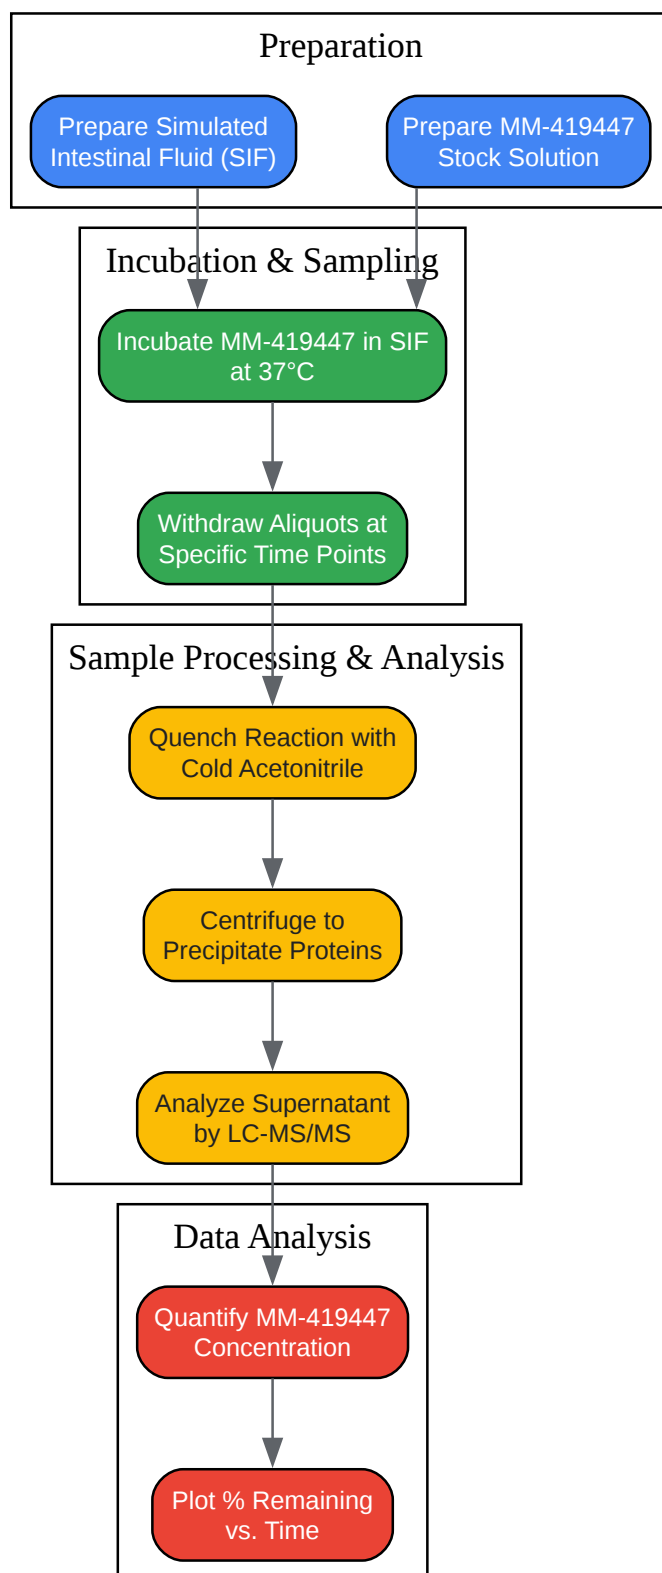 Preparation
Prepare Simulated
Intestinal Fluid (SIF)
Prepare MM-419447
Stock Solution
Incubation & Sampling
Incubate MM-419447 in SIF
at 37°C
Withdraw Aliquots at
Specific Time Points
Sample Processing & Analysis
Quench Reaction with
Cold Acetonitrile
Centrifuge to
Precipitate Proteins
Analyze Supernatant
by LC-MS/MS
Data Analysis
Quantify MM-419447
Concentration
Plot % Remaining
vs. Time